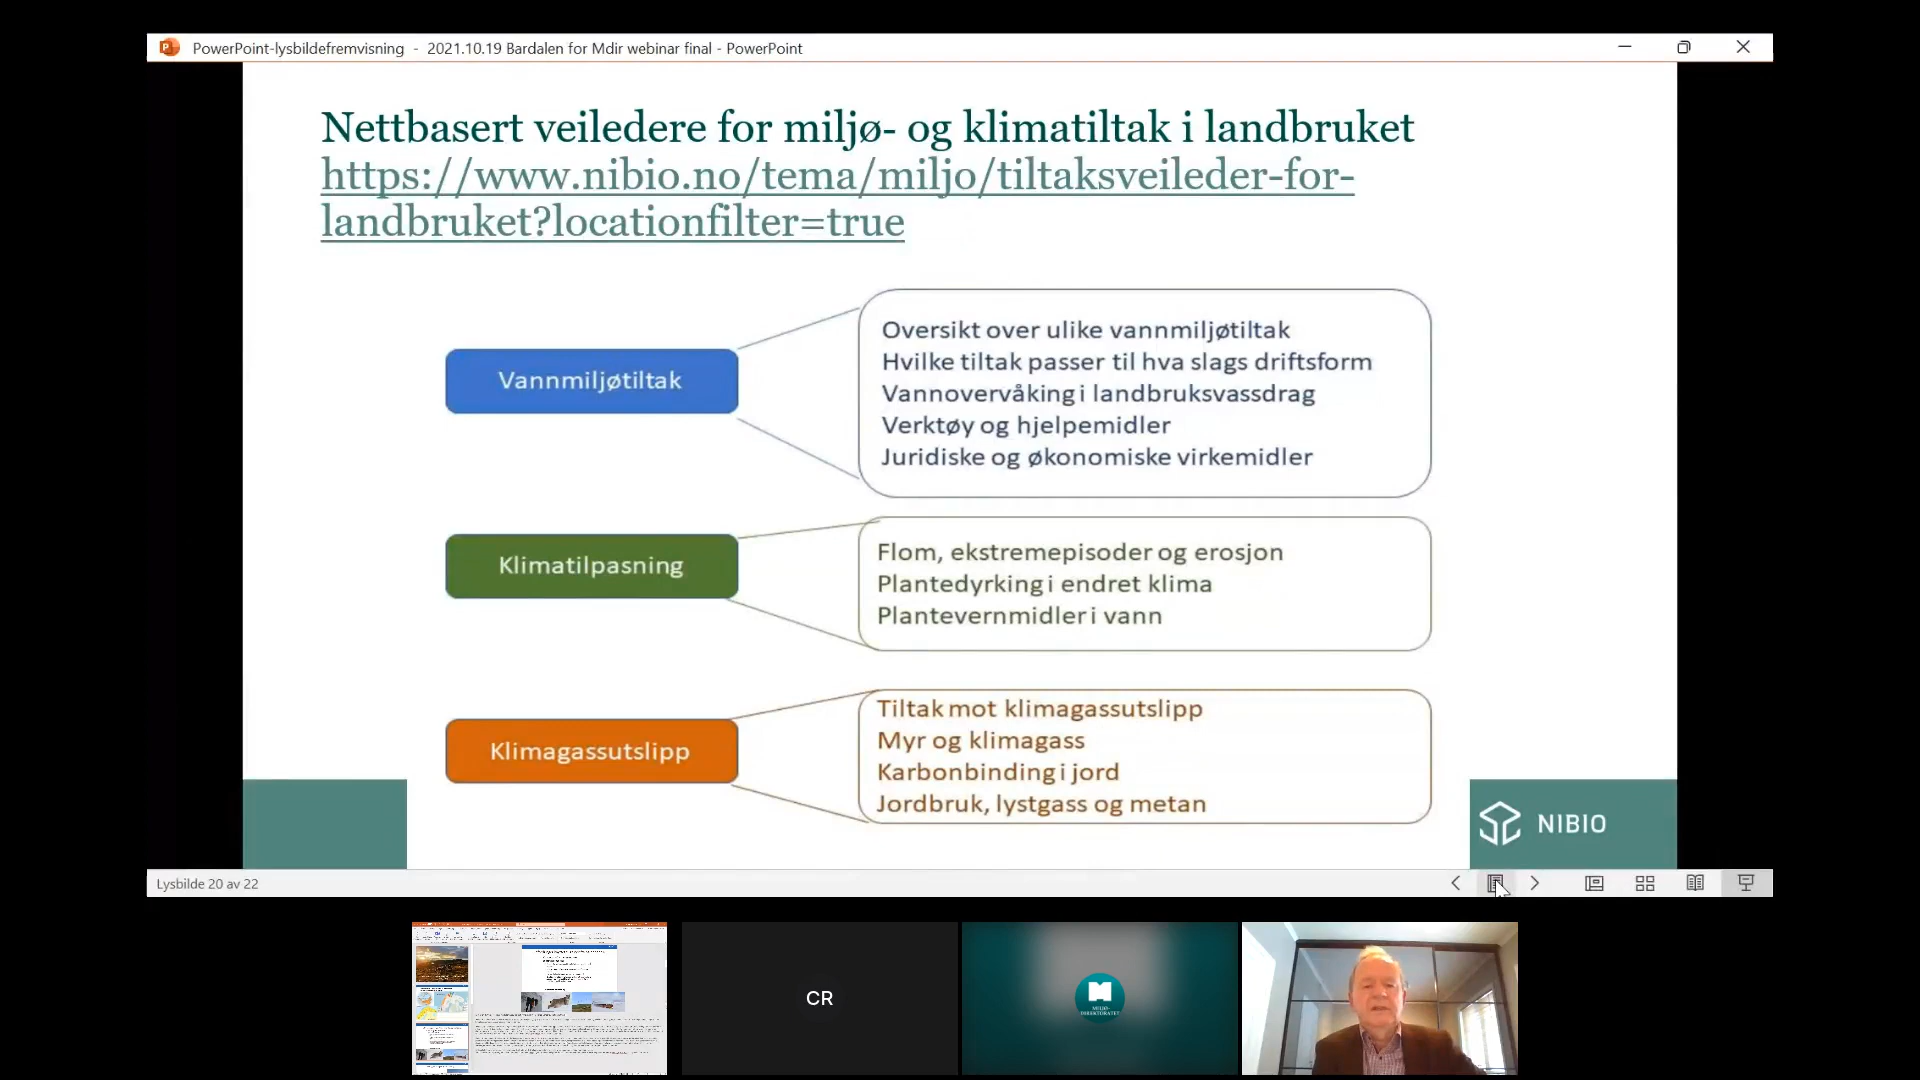 PowerPoint-lysbildefremvisning - 2021.10.19 Bardalen for Mdir webinar final - PowerPoint
Nettbasert veiledere for miljø- og klimatiltak i landbruket
https://www.nibio.no/tema/miljo/tiltaksveileder-for-
landbruket?locationfilter=true
Vannmiljøtiltak
Oversikt over ulike vannmiljøtiltak
Hvilke tiltak passer til hva slags driftsform
Vannovervåking i landbruksvassdrag
Verktøy og hjelpemidler
Juridiske og økonomiske virkemidler
Klimatilpasning
Flom, ekstremepisoder og erosjon
Plantedyrking i endret klima
Plantevernmidler i vann
Klimagassutslipp
Tiltak mot klimagassutslipp
Myr og klimagass
Karbonbinding i jord
Jordbruk, lystgass og metan
NIBIO
Lysbilde 20 av 22
CR
MILJØ-
DIREKTORATET